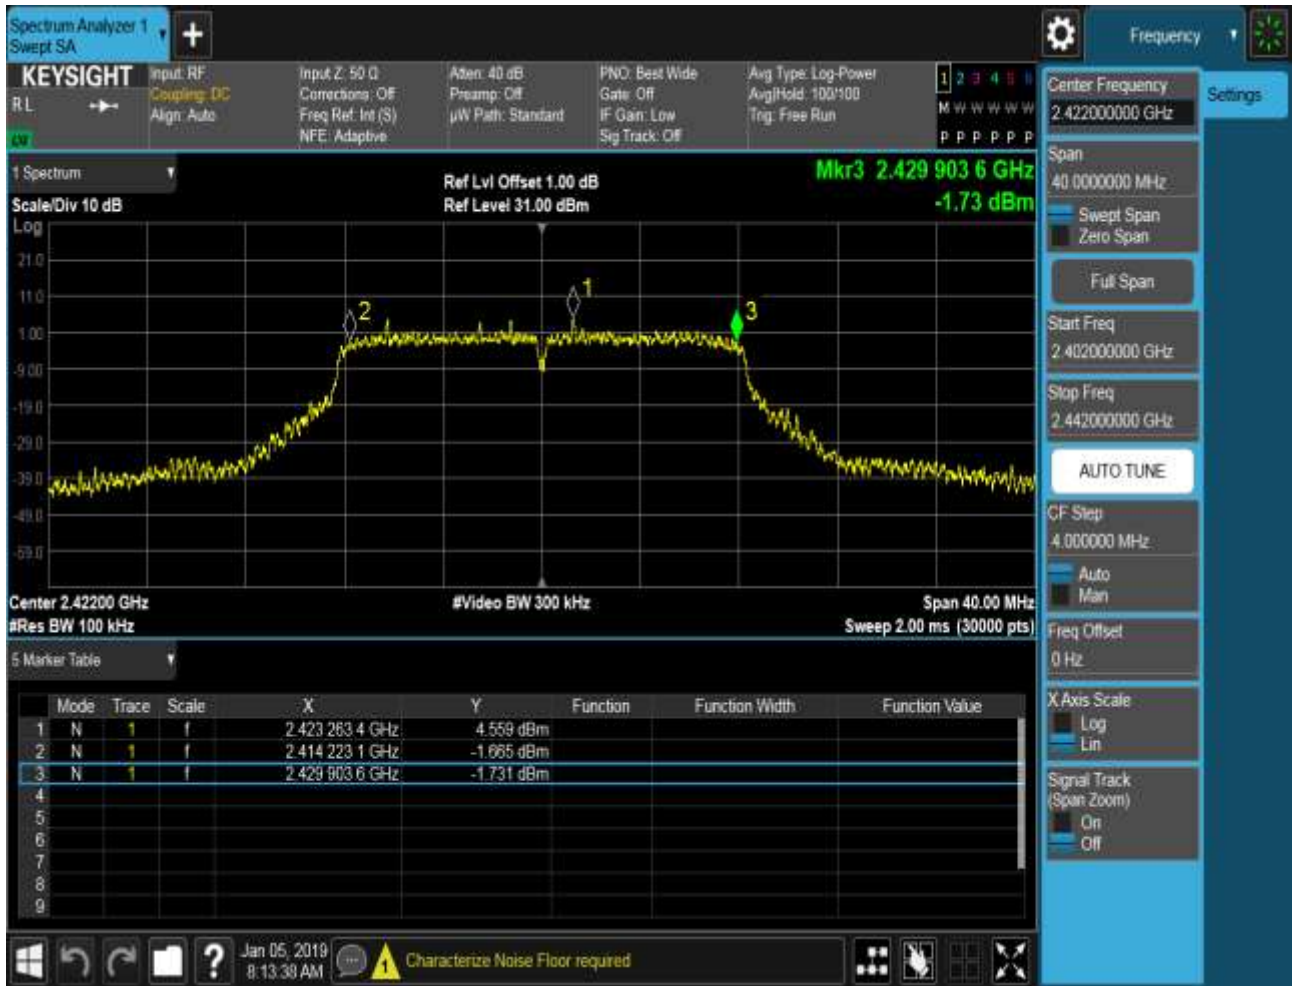 Spectrum Analyzer 1
Swept SA
Frequency
KEYSIGHT
RL
Input: RF
Coupling: DC
Align: Auto
Input Z: 50 Ω
Corrections: Off
Freq Ref: Int (S)
NFE: Adaptive
Atten: 40 dB
Preamp: Off
µW Path: Standard
PNO: Best Wide
Gate: Off
IF Gain: Low
Sig Track: Off
Avg Type: Log-Power
Avg|Hold: 100/100
Trig: Free Run
1 2 3 4 5 6
M W W W W W
P P P P P P
1 Spectrum
Scale/Div 10 dB
Log
Ref Lvl Offset 1.00 dB
Ref Level 31.00 dBm
Mkr3 2.429 903 6 GHz
-1.73 dBm
21.0
11.0
1.00
-9.00
-19.0
-29.0
-39.0
-49.0
-59.0
1
2
3
Center 2.42200 GHz
#Res BW 100 kHz
#Video BW 300 kHz
Span 40.00 MHz
Sweep 2.00 ms (30000 pts)
5 Marker Table
Mode Trace Scale X Y Function Function Width Function Value
1 N 1 f 2.423 263 4 GHz 4.559 dBm
2 N 1 f 2.414 223 1 GHz -1.665 dBm
3 N 1 f 2.429 903 6 GHz -1.731 dBm
4
5
6
7
8
9
Jan 05, 2019
8:13:38 AM
1
Characterize Noise Floor required
Center Frequency
2.422000000 GHz
Settings
Span
40.0000000 MHz
Swept Span
Zero Span
Full Span
Start Freq
2.402000000 GHz
Stop Freq
2.442000000 GHz
AUTO TUNE
CF Step
4.000000 MHz
Auto
Man
Freq Offset
0 Hz
X Axis Scale
Log
Lin
Signal Track
(Span Zoom)
On
Off